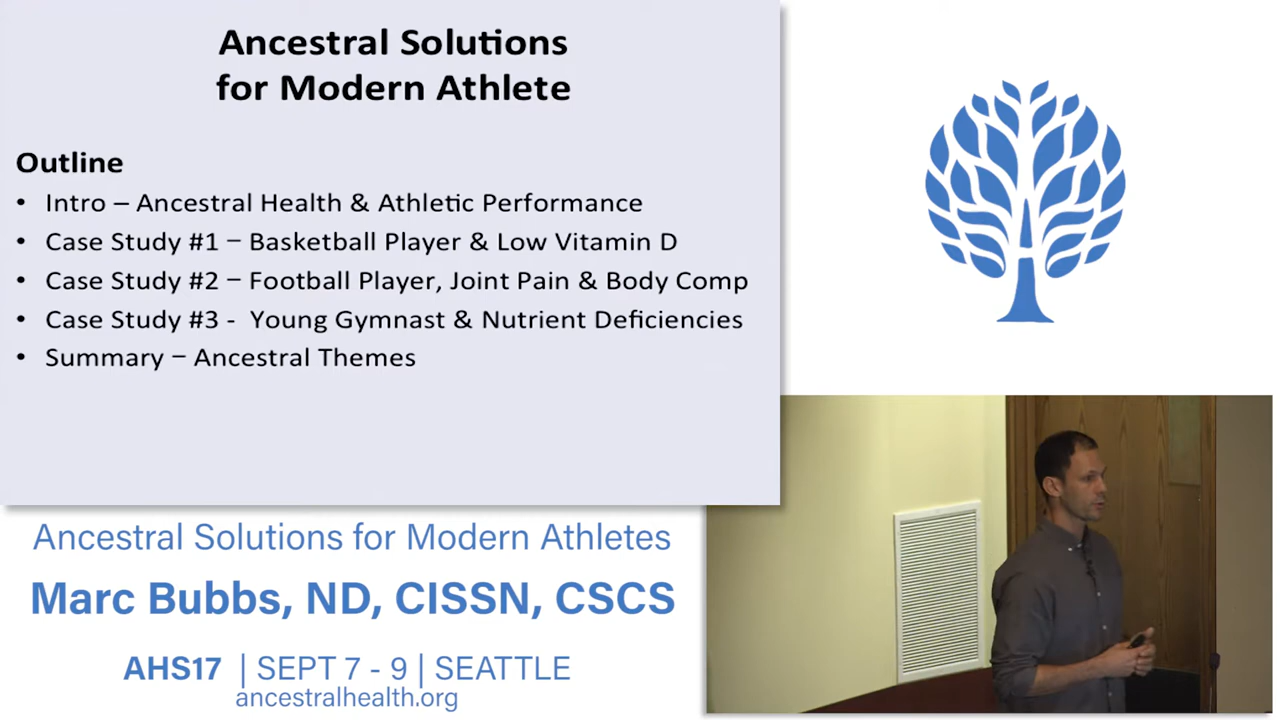 Ancestral Solutions
for Modern Athlete
Outline
• Intro – Ancestral Health & Athletic Performance
• Case Study #1 – Basketball Player & Low Vitamin D
• Case Study #2 – Football Player, Joint Pain & Body Comp
• Case Study #3 - Young Gymnast & Nutrient Deficiencies
• Summary – Ancestral Themes
Ancestral Solutions for Modern Athletes
Marc Bubbs, ND, CISSN, CSCS
AHS17 | SEPT 7 - 9 | SEATTLE
ancestralhealth.org